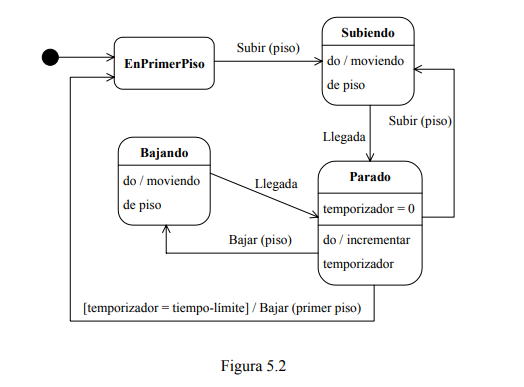 Subiendo
Subir (piso)
EnPrimerPiso
do / moviendo
de piso
Subir (piso)
Llegada
Bajando
do / moviendo
de piso
Llegada
Parado
temporizador = 0
Bajar (piso)
do / incrementar
temporizador
[temporizador = tiempo-límite] / Bajar (primer piso)
Figura 5.2